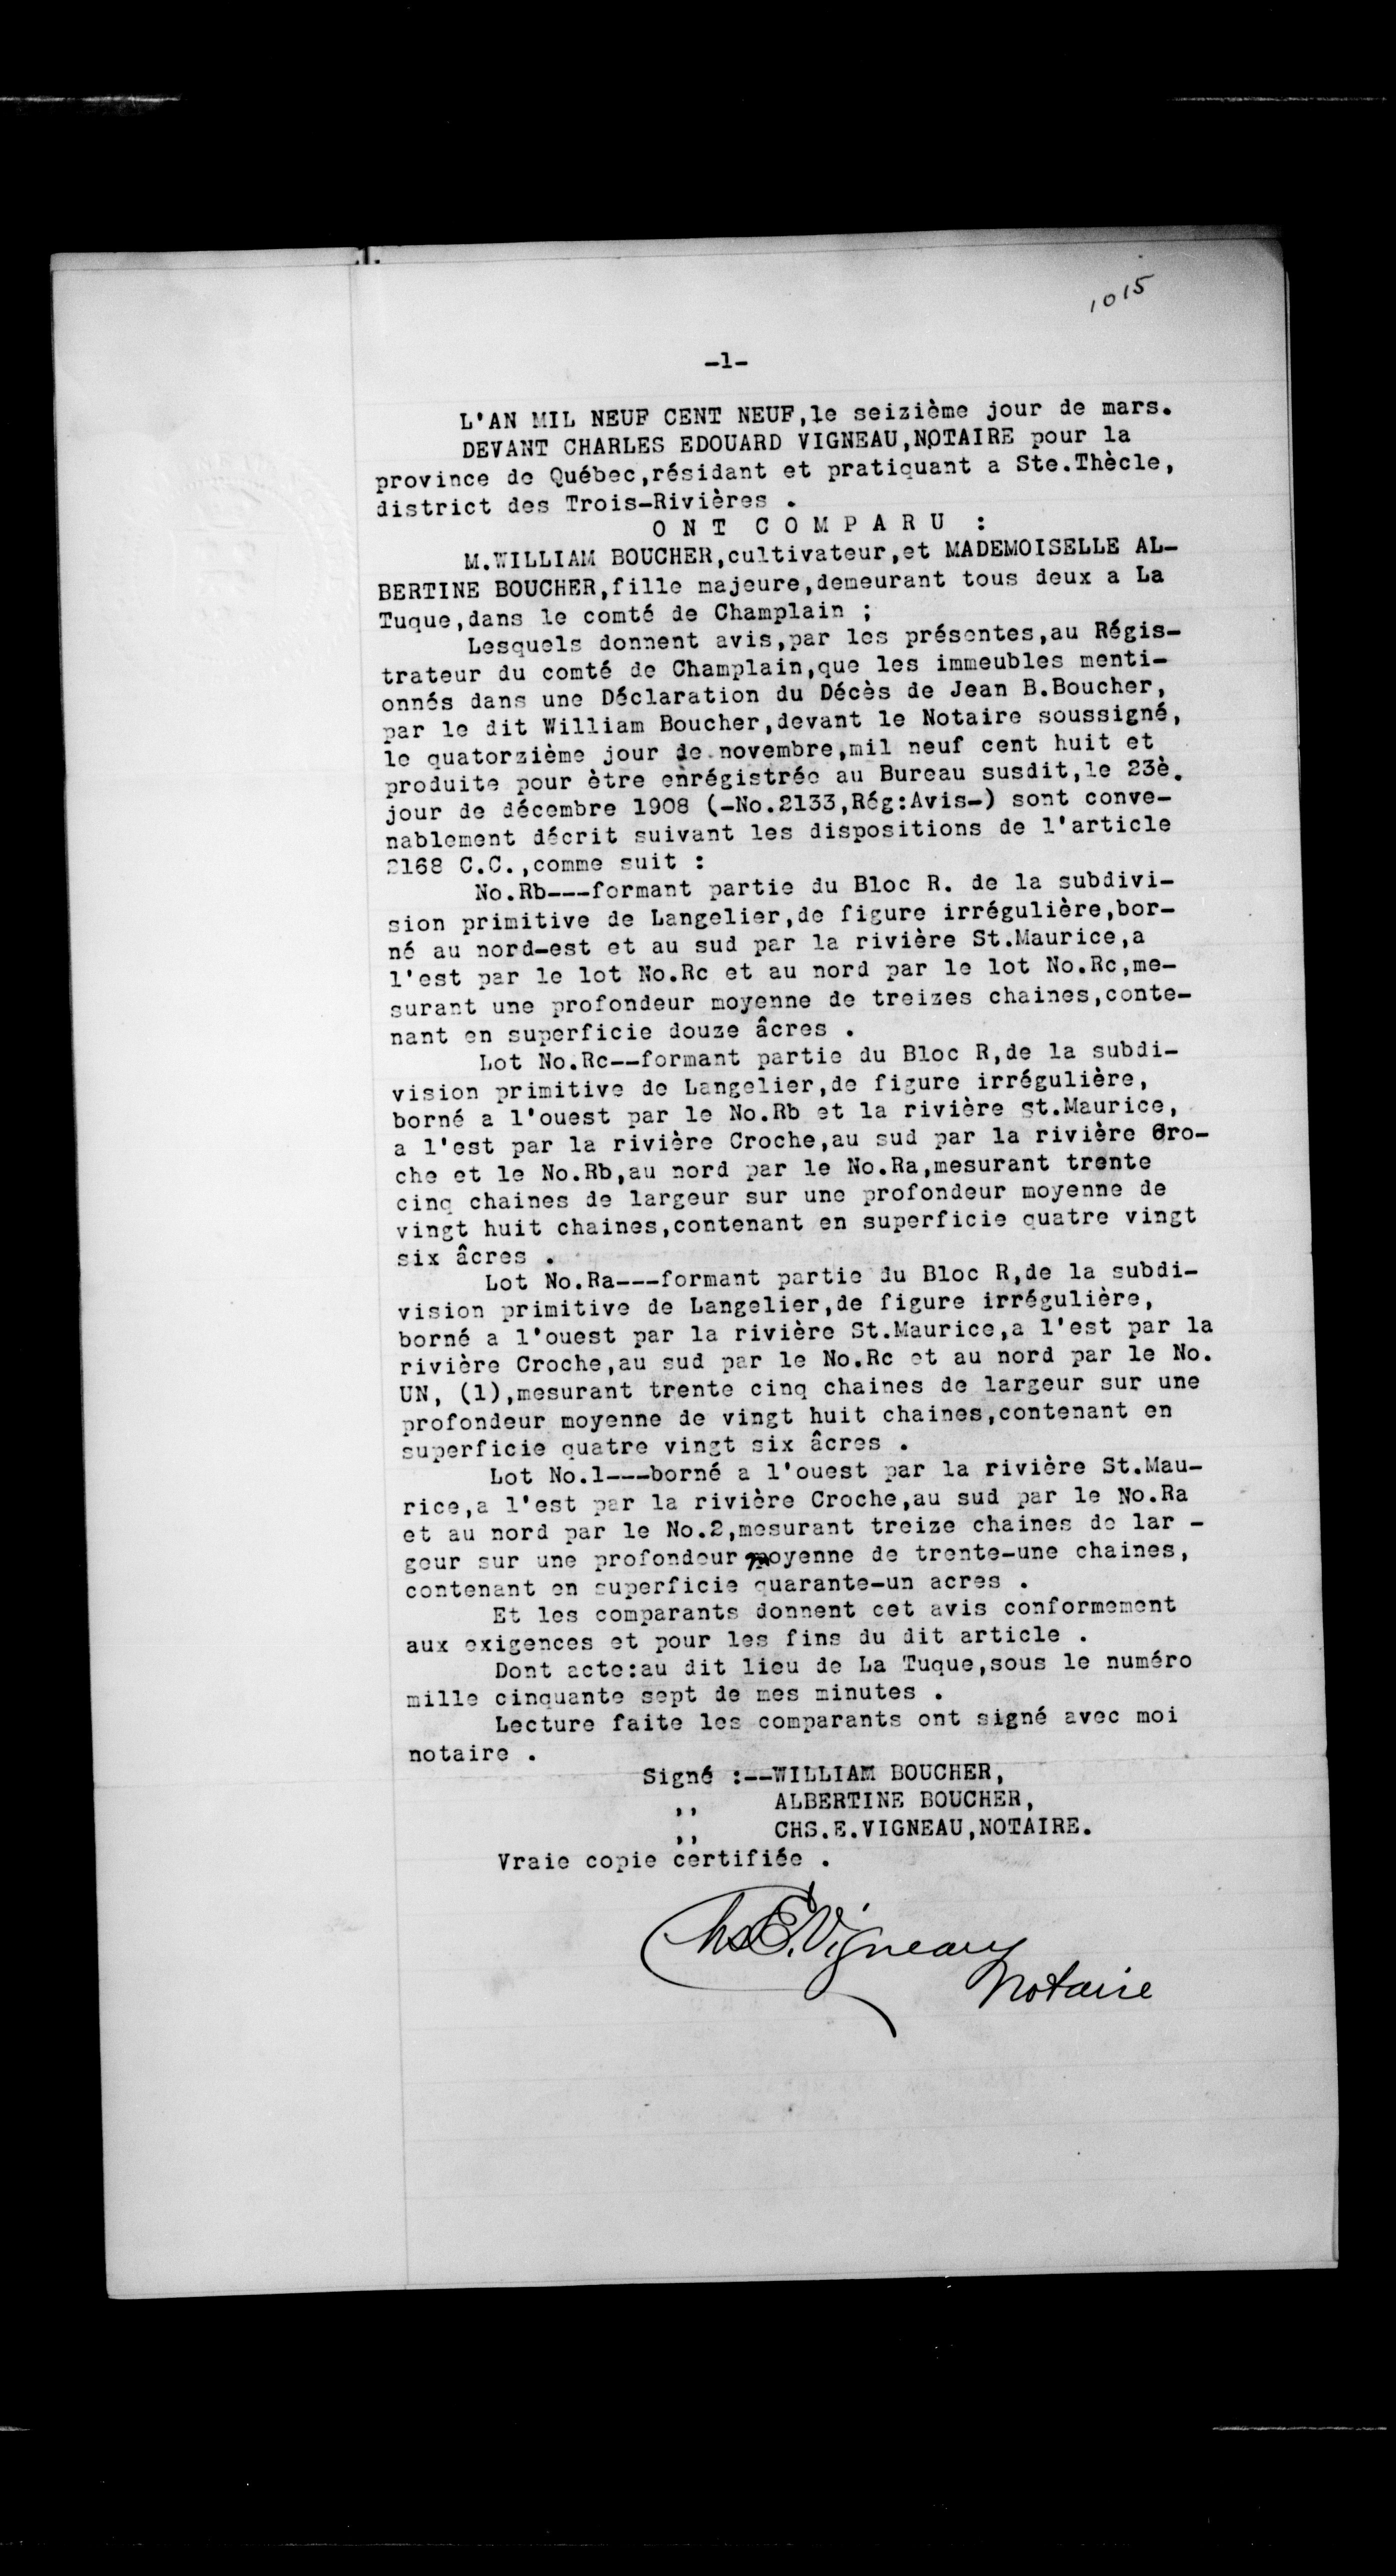 1015
-1-
L'AN MIL NEUF CENT NEUF,le seizième jour de mars.
DEVANT CHARLES EDOUARD VIGNEAU,NOTAIRE pour la
province de Québec,résidant et pratiquant a Ste.Thècle,
district des Trois-Rivières .
O N T C O M P A R U :
M.WILLIAM BOUCHER,cultivateur,et MADEMOISELLE AL-
BERTINE BOUCHER,fille majeure,demeurant tous deux a La
Tuque,dans le comté de Champlain ;
Lesquels donnent avis,par les présentes,au Régis-
trateur du comté de Champlain,que les immeubles menti-
onnés dans une Déclaration du Décès de Jean B.Boucher,
par le dit William Boucher,devant le Notaire soussigné,
le quatorzième jour de novembre,mil neuf cent huit et
produite pour ètre enrégistrée au Bureau susdit,le 23è.
jour de décembre 1908 (-No.2133,Rég:Avis-) sont conve-
nablement décrit suivant les dispositions de l'article
2168 C.C.,comme suit :
No.Rb---formant partie du Bloc R. de la subdivi-
sion primitive de Langelier,de figure irrégulière,bor-
né au nord-est et au sud par la rivière St.Maurice,a
l'est par le lot No.Rc et au nord par le lot No.Rc,me-
surant une profondeur moyenne de treizes chaines,conte-
nant en superficie douze âcres .
Lot No.Rc--formant partie du Bloc R,de la subdi-
vision primitive de Langelier,de figure irrégulière,
borné a l'ouest par le No.Rb et la rivière st.Maurice,
a l'est par la rivière Croche,au sud par la rivière Cro-
che et le No.Rb,au nord par le No.Ra,mesurant trente
cinq chaines de largeur sur une profondeur moyenne de
vingt huit chaines,contenant en superficie quatre vingt
six âcres .
Lot No.Ra---formant partie du Bloc R,de la subdi-
vision primitive de Langelier,de figure irrégulière,
borné a l'ouest par la rivière St.Maurice,a l'est par la
rivière Croche,au sud par le No.Rc et au nord par le No.
UN, (1),mesurant trente cinq chaines de largeur sur une
profondeur moyenne de vingt huit chaines,contenant en
superficie quatre vingt six âcres .
Lot No.1---borné a l'ouest par la rivière St.Mau-
rice,a l'est par la rivière Croche,au sud par le No.Ra
et au nord par le No.2,mesurant treize chaines de lar -
geur sur une profondeur moyenne de trente-une chaines,
contenant en superficie quarante-un acres .
Et les comparants donnent cet avis conformement
aux exigences et pour les fins du dit article .
Dont acte:au dit lieu de La Tuque,sous le numéro
mille cinquante sept de mes minutes .
Lecture faite les comparants ont signé avec moi
notaire .
Signé :--WILLIAM BOUCHER,
,, ALBERTINE BOUCHER,
,, CHS.E.VIGNEAU,NOTAIRE.
Vraie copie certifiée .
Chs E. Vigneau
Notaire